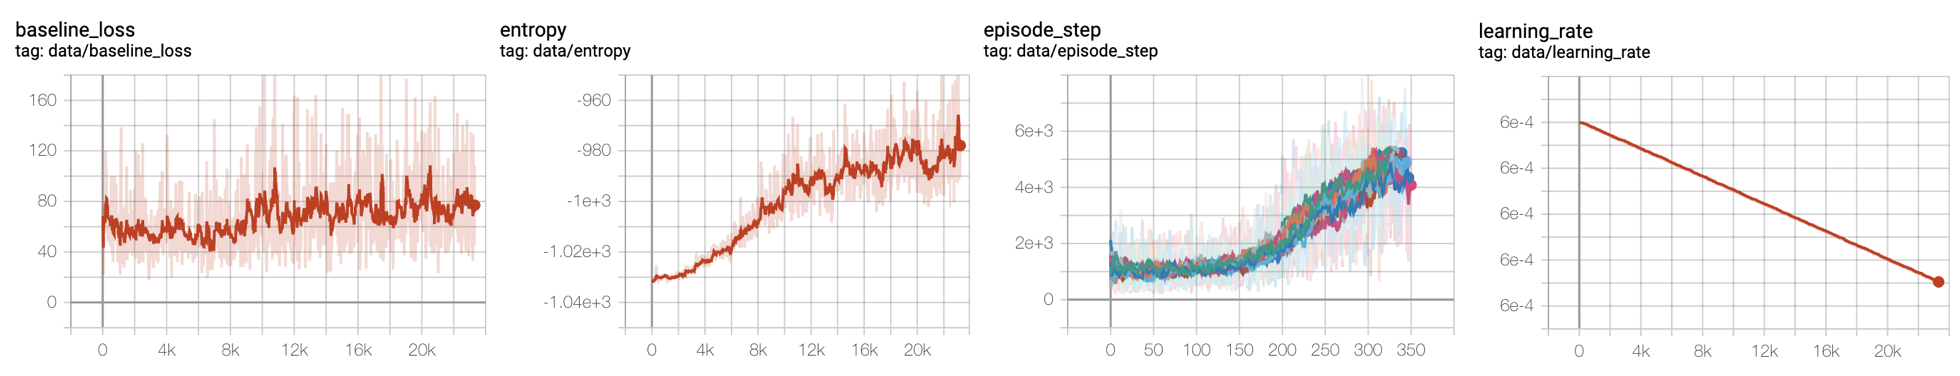 baseline_loss
tag: data/baseline_loss
160
120
80
40
0
0 4k 8k 12k 16k 20k
entropy
tag: data/entropy
-960
-980
-1e+3
-1.02e+3
-1.04e+3
0 4k 8k 12k 16k 20k
episode_step
tag: data/episode_step
6e+3
4e+3
2e+3
0
0 50 100 150 200 250 300 350
learning_rate
tag: data/learning_rate
6e-4
6e-4
6e-4
6e-4
6e-4
0 4k 8k 12k 16k 20k